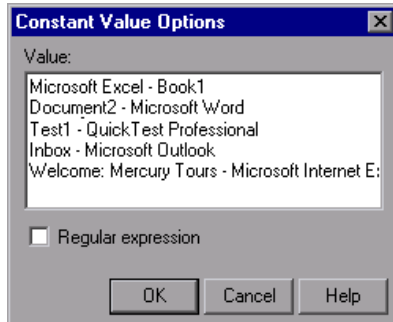 Constant Value Options
Value:
Microsoft Excel - Book1
Document2 - Microsoft Word
Test1 - QuickTest Professional
Inbox - Microsoft Outlook
Welcome: Mercury Tours - Microsoft Internet E
Regular expression
OK Cancel Help